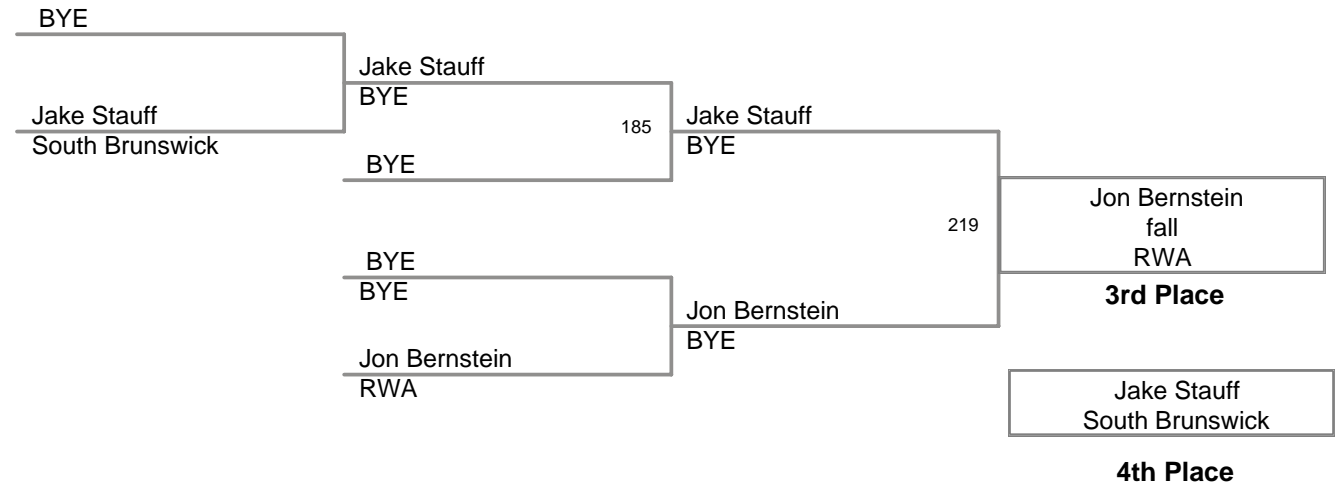 BYE
Jake Stauff
BYE
Jake Stauff
South Brunswick
185
Jake Stauff
BYE
BYE
219
Jon Bernstein
fall
RWA
3rd Place
BYE
BYE
Jon Bernstein
BYE
Jon Bernstein
RWA
Jake Stauff
South Brunswick
4th Place